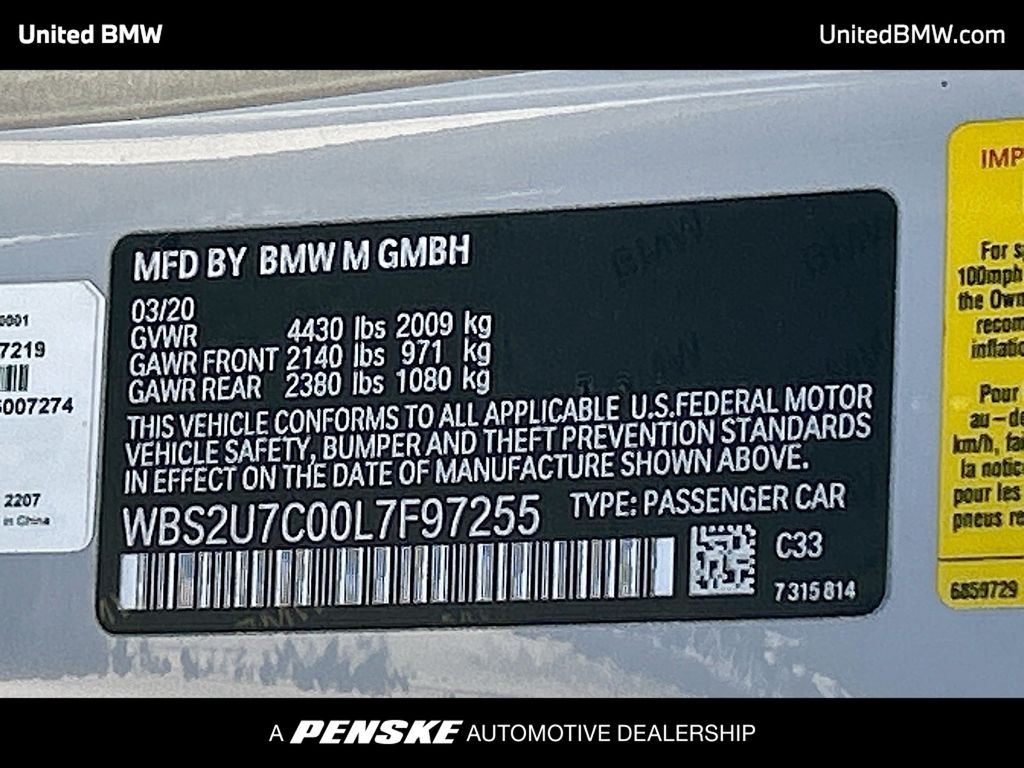 United BMW
UnitedBMW.com
MFD BY BMW M GMBH
03/20
GVWR 4430 lbs 2009 kg
GAWR FRONT 2140 lbs 971 kg
GAWR REAR 2380 lbs 1080 kg
THIS VEHICLE CONFORMS TO ALL APPLICABLE U.S.FEDERAL MOTOR
VEHICLE SAFETY, BUMPER AND THEFT PREVENTION STANDARDS
IN EFFECT ON THE DATE OF MANUFACTURE SHOWN ABOVE.
WBS2U7C00L7F97255 TYPE: PASSENGER CAR
C33
7315814
0001
7219
007274
2207
in China
IMP
For s
100mph
the Own
recom
inflatio
Pour
au-de
km/h, fa
la notic
pour les
pneus re
6859729
A PENSKE AUTOMOTIVE DEALERSHIP